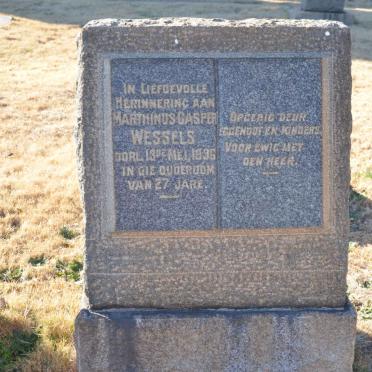 In Liefdevolle
Herinnering aan
Marthinus Casper
Wessels
Oorl. 13de Mei, 1936
in die ouderdom
van 27 jare.
Opgerig deur
eggenoot en kinders.
Voor ewig met
den Heer.